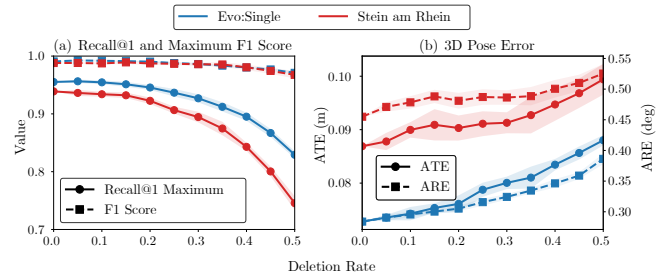 Evo:Single
Stein am Rhein
(a) Recall@1 and Maximum F1 Score
Value
1.0
0.9
0.8
0.7
Recall@1 Maximum
F1 Score
0.0 0.1 0.2 0.3 0.4 0.5
(b) 3D Pose Error
ATE (m)
0.10
0.09
0.08
0.07
ATE
ARE
0.0 0.1 0.2 0.3 0.4 0.5
0.55
0.50
0.45
0.40
0.35
0.30
ARE (deg)
Deletion Rate